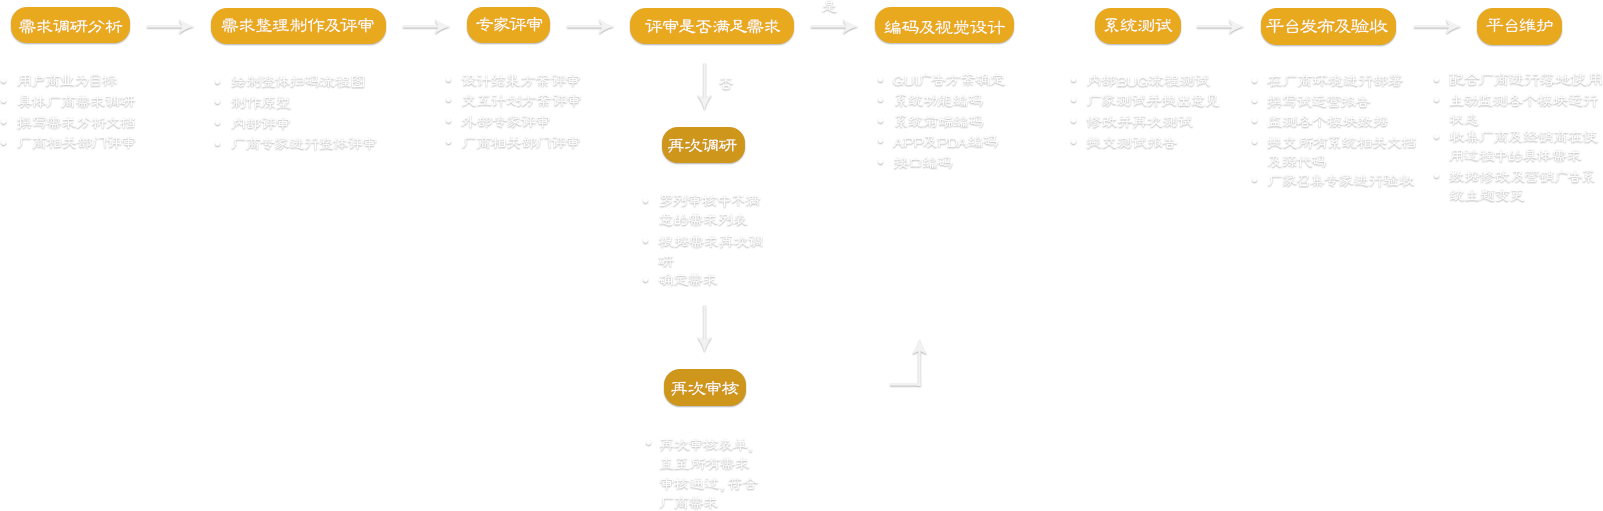 需求调研分析
需求整理制作及评审
专家评审
评审是否满足需求
是
编码及视觉设计
系统测试
平台发布及验收
平台维护
用户商业为目标
具体厂商需求调研
撰写需求分析文档
厂商相关部门评审
绘制整体扫码流程图
制作原型
内部评审
厂商专家进行整体评审
设计结果方案评审
交互计划方案评审
外部专家评审
厂商相关部门评审
否
再次调研
罗列审核中不满
意的需求列表
根据需求再次调
研
确定需求
再次审核
再次审核表单,
直至所有需求
审核通过,符合
厂商需求
GUI广告方案确定
系统功能编码
系统前端编码
APP及PDA编码
接口编码
内部BUG流程测试
厂家测试并提出意见
修改并再次测试
提交测试报告
在厂商环境进行部署
撰写试运营报告
监测各个模块数据
提交所有系统相关文档
及源代码
厂家召集专家进行验收
配合厂商进行落地使用
主动监测各个模块运行
状态
收集厂商及经销商在使
用过程中的具体需求
数据修改及营销广告系
统主题变更